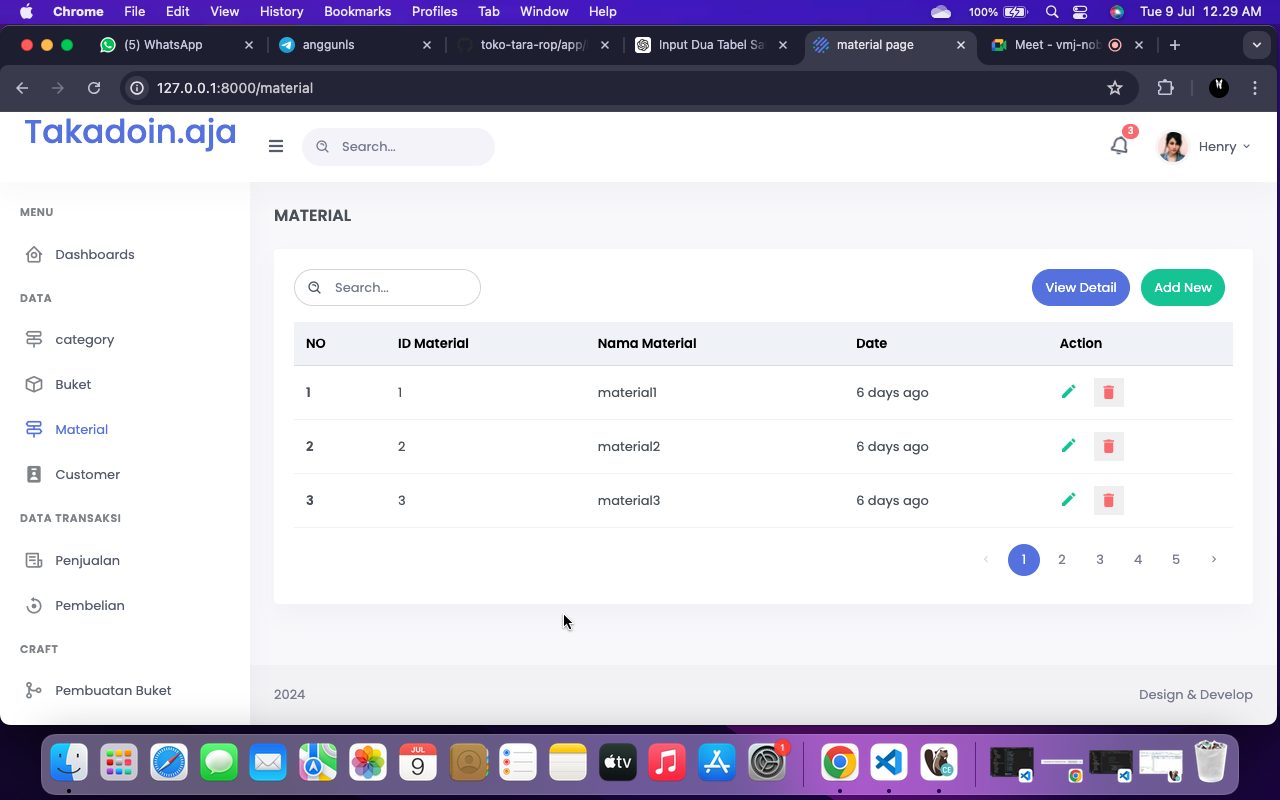 Chrome File Edit View History Bookmarks Profiles Tab Window Help 100% Tue 9 Jul 12.29 AM
(5) WhatsApp anggunls toko-tara-rop/app/ Input Dua Tabel Sa material page Meet - vmj-nob
127.0.0.1:8000/material
Takadoin.aja Search... 3 Henry
MENU
Dashboards
DATA
category
Buket
Material
Customer
DATA TRANSAKSI
Penjualan
Pembelian
CRAFT
Pembuatan Buket
MATERIAL
Search... View Detail Add New
NO ID Material Nama Material Date Action
1 1 material1 6 days ago
2 2 material2 6 days ago
3 3 material3 6 days ago
‹ 1 2 3 4 5 ›
2024 Design & Develop
JUL
9
tv
1
CE